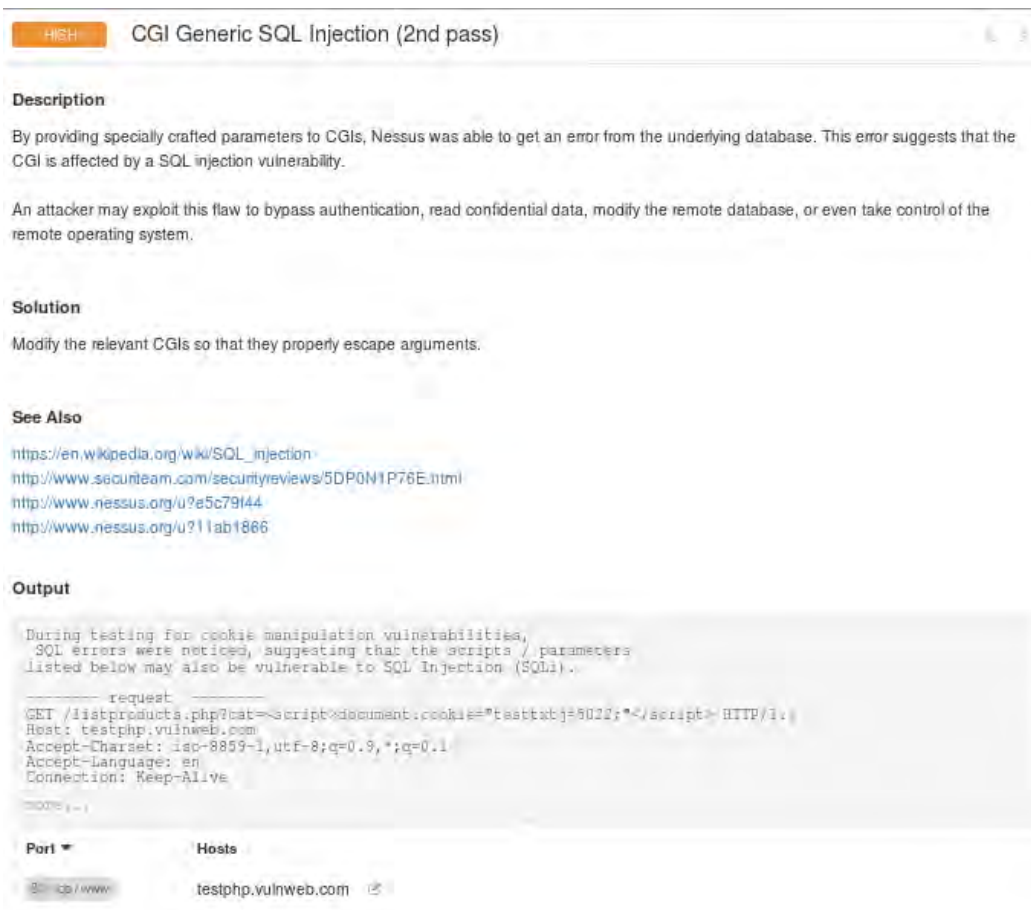 HIGH CGI Generic SQL Injection (2nd pass)
Description
By providing specially crafted parameters to CGIs, Nessus was able to get an error from the underlying database. This error suggests that the
CGI is affected by a SQL injection vulnerability.
An attacker may exploit this flaw to bypass authentication, read confidential data, modify the remote database, or even take control of the
remote operating system.
Solution
Modify the relevant CGIs so that they properly escape arguments.
See Also
https://en.wikipedia.org/wiki/SQL_injection
http://www.securiteam.com/securityreviews/5DP0N1P76E.html
http://www.nessus.org/u?e5c79f44
http://www.nessus.org/u?11ab1866
Output
During testing for cookie manipulation vulnerabilities,
SQL errors were noticed, suggesting that the scripts / parameters
listed below may also be vulnerable to SQL Injection (SQLi).
-------- request --------
GET /listproducts.php?cat=<script>document.cookie="testtxtj=5022;"</script>
Host: testphp.vulnweb.com
Accept-Charset: iso-8859-1,utf-8;q=0.9,*;q=0.1
Accept-Language: en
Connection: Keep-Alive
more...
Port Hosts
testphp.vulnweb.com